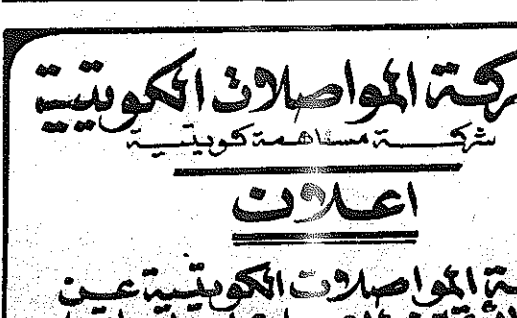 ركة المواصلات الكويتية
شركة مساهمة كويتية
اعلان
ة المواصلات الكويتية عن